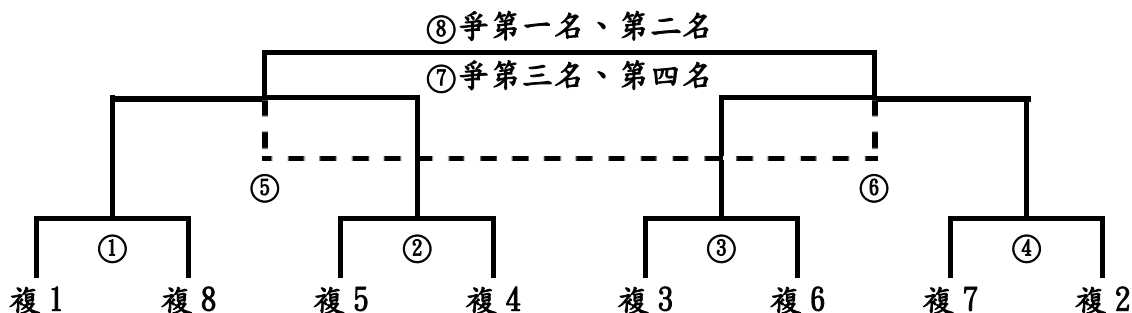 ⑧爭第一名、第二名
⑦爭第三名、第四名
⑤ ⑥
① ② ③ ④
複1 複8 複5 複4 複3 複6 複7 複2